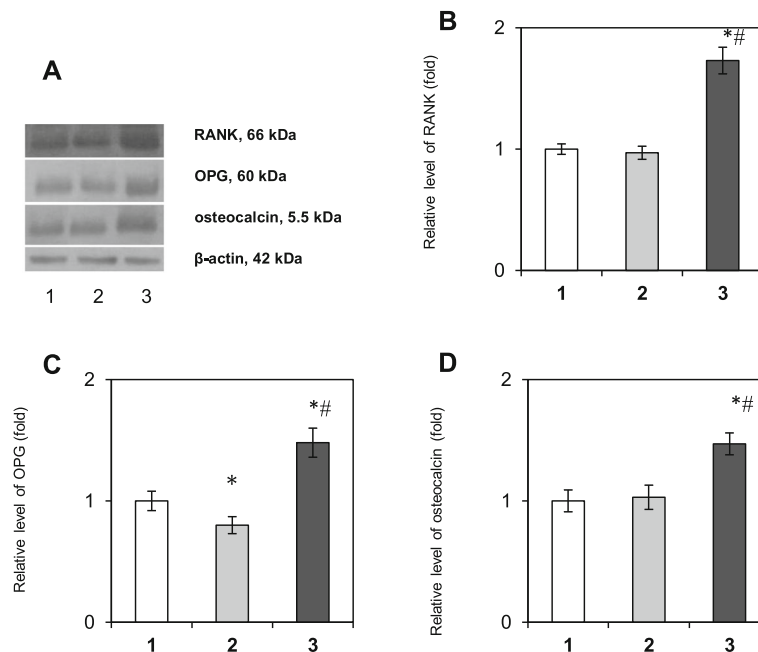 A
RANK, 66 kDa
OPG, 60 kDa
osteocalcin, 5.5 kDa
β-actin, 42 kDa
1 2 3
B
Relative level of RANK (fold)
2
1
0
*#
1 2 3
C
Relative level of OPG (fold)
2
1
0
*
*#
1 2 3
D
Relative level of osteocalcin (fold)
2
1
0
*#
1 2 3